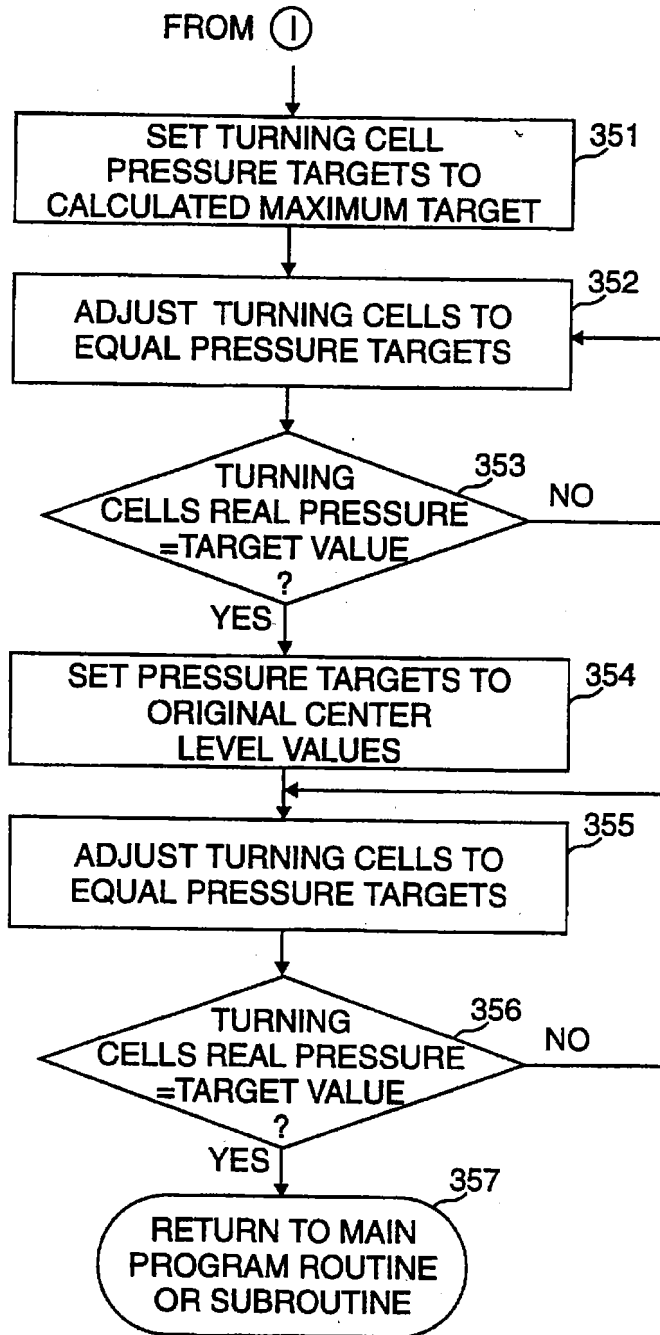 FROM I
SET TURNING CELL
PRESSURE TARGETS TO
CALCULATED MAXIMUM TARGET
351
ADJUST TURNING CELLS TO
EQUAL PRESSURE TARGETS
352
TURNING
CELLS REAL PRESSURE
=TARGET VALUE
?
353
NO
YES
SET PRESSURE TARGETS TO
ORIGINAL CENTER
LEVEL VALUES
354
ADJUST TURNING CELLS TO
EQUAL PRESSURE TARGETS
355
TURNING
CELLS REAL PRESSURE
=TARGET VALUE
?
356
NO
YES
RETURN TO MAIN
PROGRAM ROUTINE
OR SUBROUTINE
357